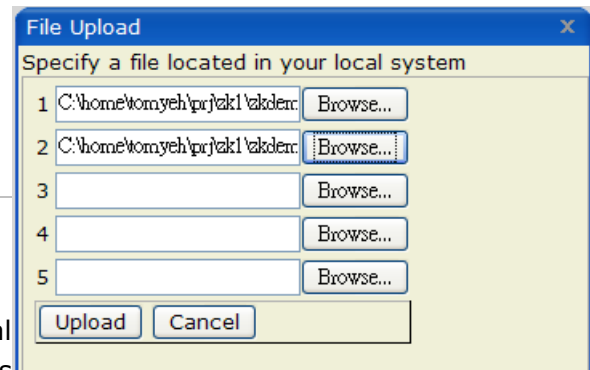 File Upload x
Specify a file located in your local system
1 C:\home\tomyeh\prj\zk1\zkdem Browse...
2 C:\home\tomyeh\prj\zk1\zkdem Browse...
3 Browse...
4 Browse...
5 Browse...
Upload Cancel